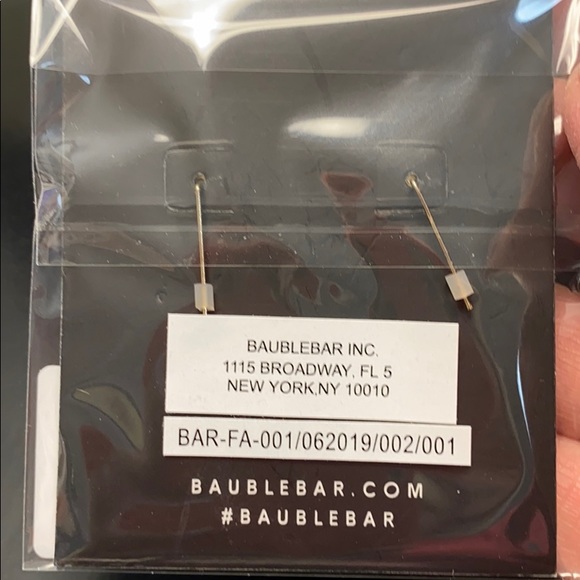 BAUBLEBAR INC.
1115 BROADWAY, FL 5
NEW YORK,NY 10010
BAR-FA-001/062019/002/001
BAUBLEBAR.COM
#BAUBLEBAR